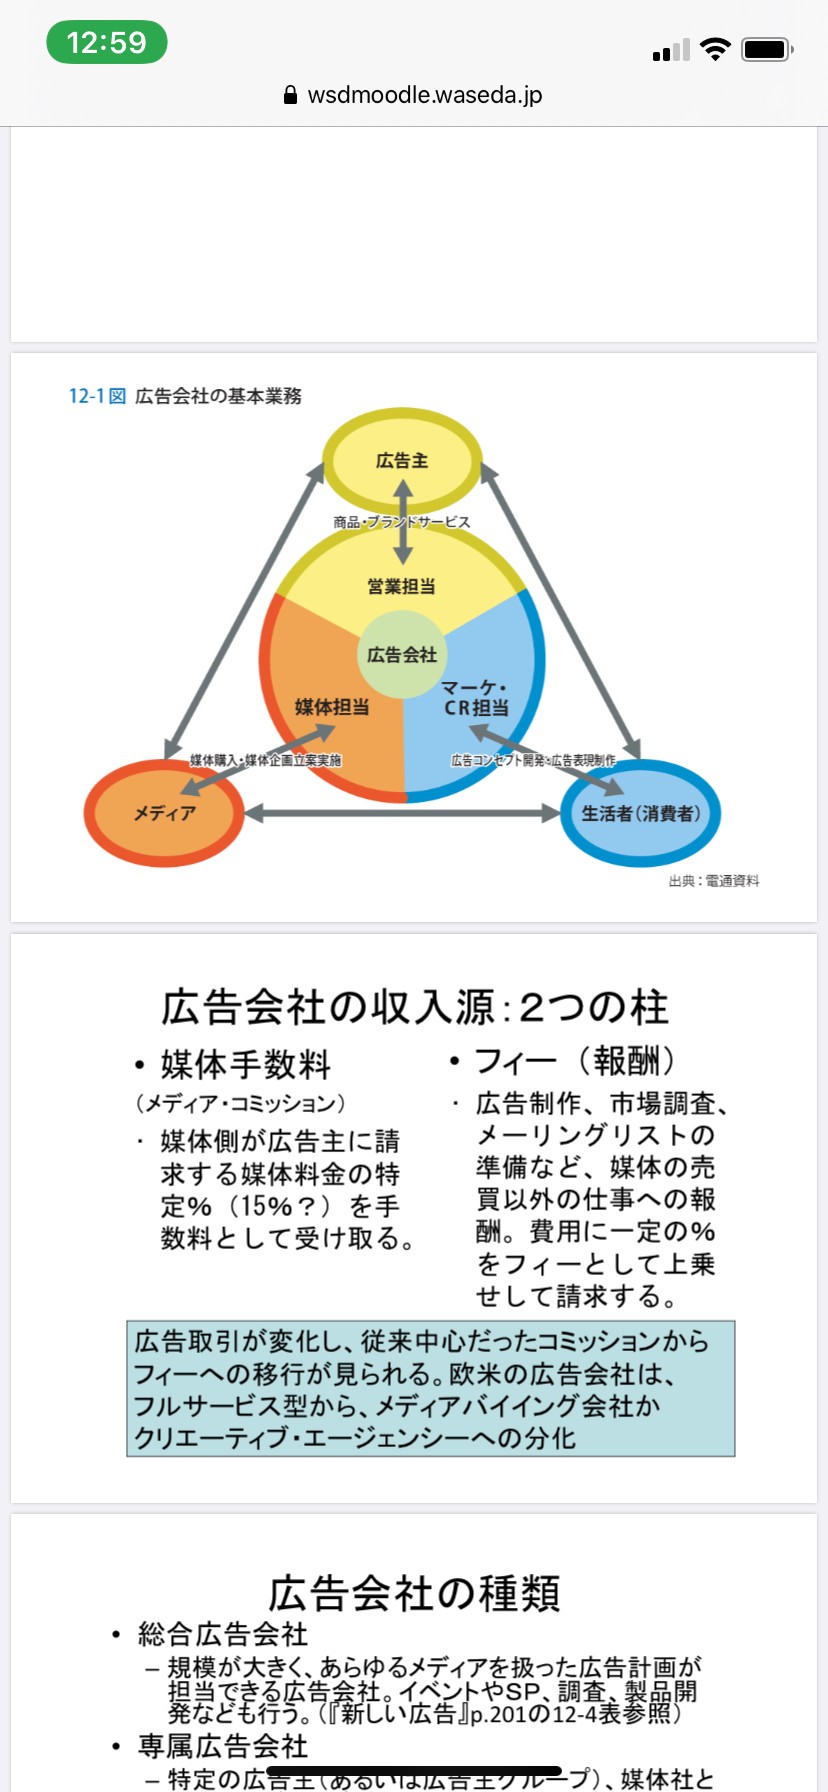 12:59
wsdmoodle.waseda.jp
12-1図 広告会社の基本業務
広告主
商品・ブランドサービス
営業担当
広告会社
媒体担当
マーケ・
CR担当
媒体購入・媒体企画立案実施
広告コンセプト開発・広告表現制作
メディア
生活者（消費者）
出典：電通資料
広告会社の収入源：2つの柱
• 媒体手数料
（メディア・コミッション）
· 媒体側が広告主に請
求する媒体料金の特
定%（15%？）を手
数料として受け取る。
• フィー（報酬）
· 広告制作、市場調査、
メーリングリストの
準備など、媒体の売
買以外の仕事への報
酬。費用に一定の%
をフィーとして上乗
せして請求する。
広告取引が変化し、従来中心だったコミッションから
フィーへの移行が見られる。欧米の広告会社は、
フルサービス型から、メディアバイイング会社か
クリエーティブ・エージェンシーへの分化
広告会社の種類
• 総合広告会社
– 規模が大きく、あらゆるメディアを扱った広告計画が
担当できる広告会社。イベントやSP、調査、製品開
発なども行う。（『新しい広告』p.201の12-4表参照）
• 専属広告会社
– 特定の広告主（あるいは広告主グループ）、媒体社と